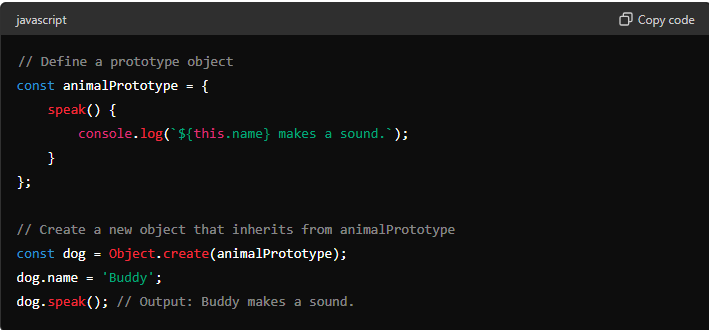 javascript
Copy code
// Define a prototype object
const animalPrototype = {
    speak() {
        console.log(`${this.name} makes a sound.`);
    }
};

// Create a new object that inherits from animalPrototype
const dog = Object.create(animalPrototype);
dog.name = 'Buddy';
dog.speak(); // Output: Buddy makes a sound.